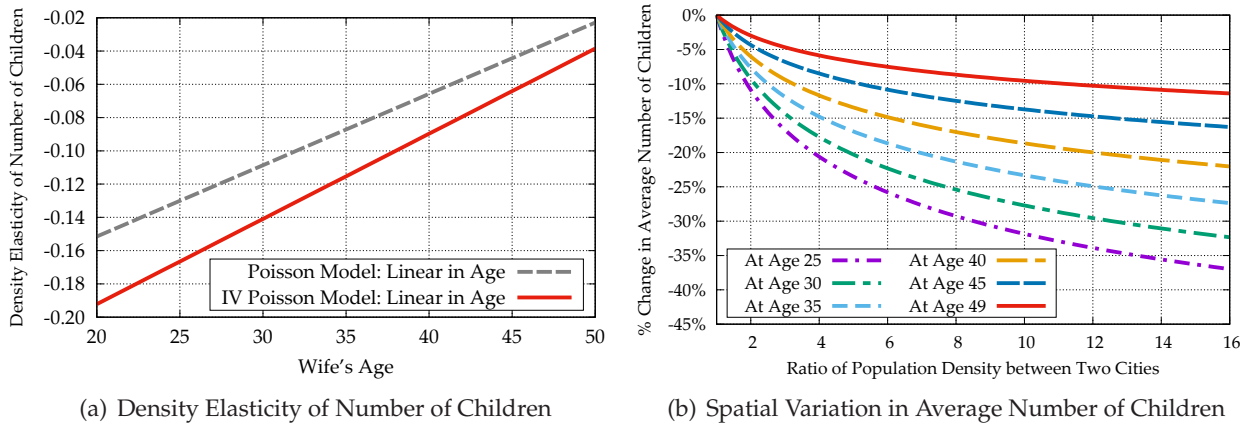 Density Elasticity of Number of Children
-0.02
-0.04
-0.06
-0.08
-0.10
-0.12
-0.14
-0.16
-0.18
-0.20
20 25 30 35 40 45 50
Wife's Age
Poisson Model: Linear in Age
IV Poisson Model: Linear in Age
(a) Density Elasticity of Number of Children
% Change in Average Number of Children
0%
-5%
-10%
-15%
-20%
-25%
-30%
-35%
-40%
-45%
2 4 6 8 10 12 14 16
Ratio of Population Density between Two Cities
At Age 25
At Age 30
At Age 35
At Age 40
At Age 45
At Age 49
(b) Spatial Variation in Average Number of Children